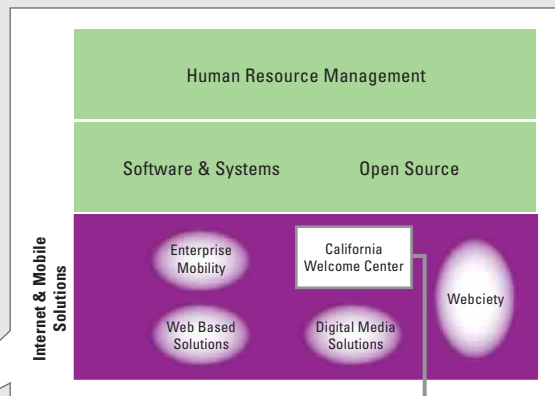 Human Resource Management
Software & Systems
Open Source
Internet & Mobile
Solutions
Enterprise
Mobility
California
Welcome Center
Webciety
Web Based
Solutions
Digital Media
Solutions